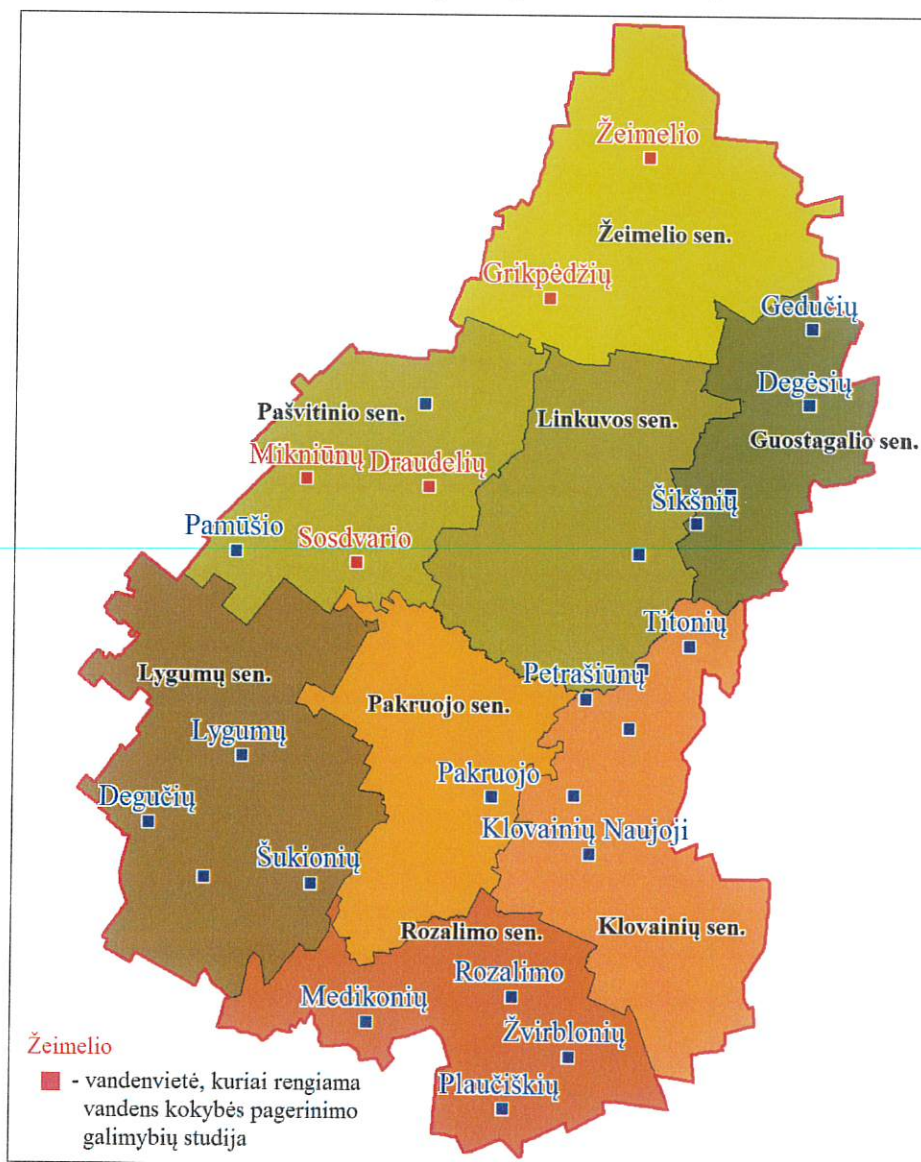 Žeimelio
Žeimelio sen.
Grikpėdžių
Gedučių
Degėsių
Pašvitinio sen.
Linkuvos sen.
Guostagalio sen.
Mikniūnų
Draudelių
Šikšnių
Pamūšio
Sosdvario
Titonių
Lygumų sen.
Petrašiūnų
Pakruojo sen.
Lygumų
Pakruojo
Degučių
Klovainių Naujoji
Šukionių
Rozalimo sen.
Klovainių sen.
Rozalimo
Medikonių
Žvirblonių
Plaučiškių
Žeimelio
- vandenvietė, kuriai rengiama
vandens kokybės pagerinimo
galimybių studija